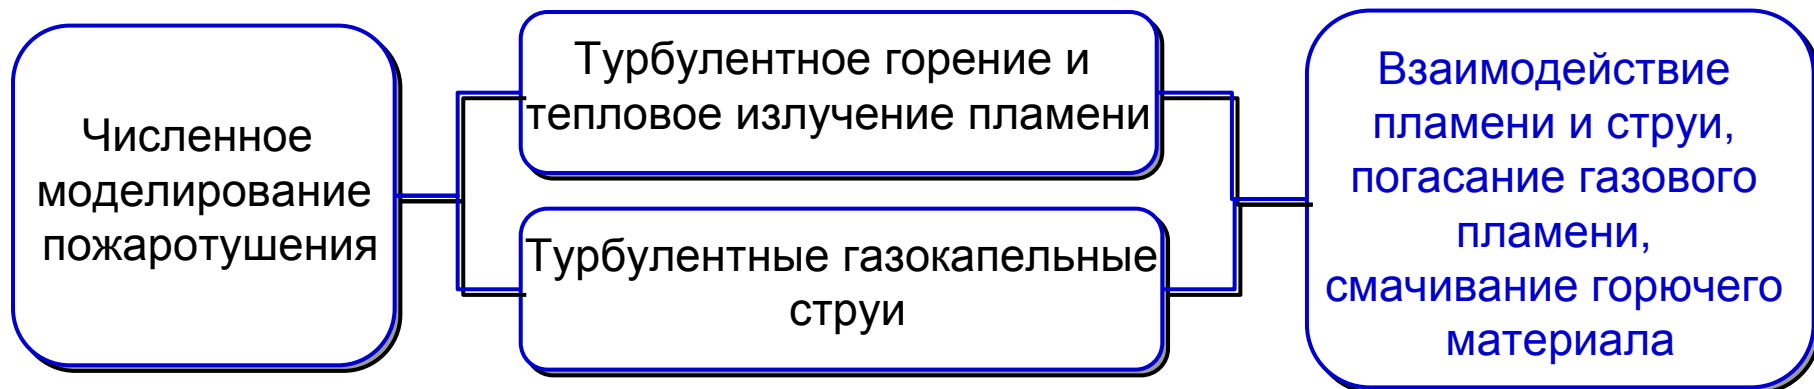 Численное
моделирование
пожаротушения
Турбулентное горение и
тепловое излучение пламени
Турбулентные газокапельные
струи
Взаимодействие
пламени и струи,
погасание газового
пламени,
смачивание горючего
материала